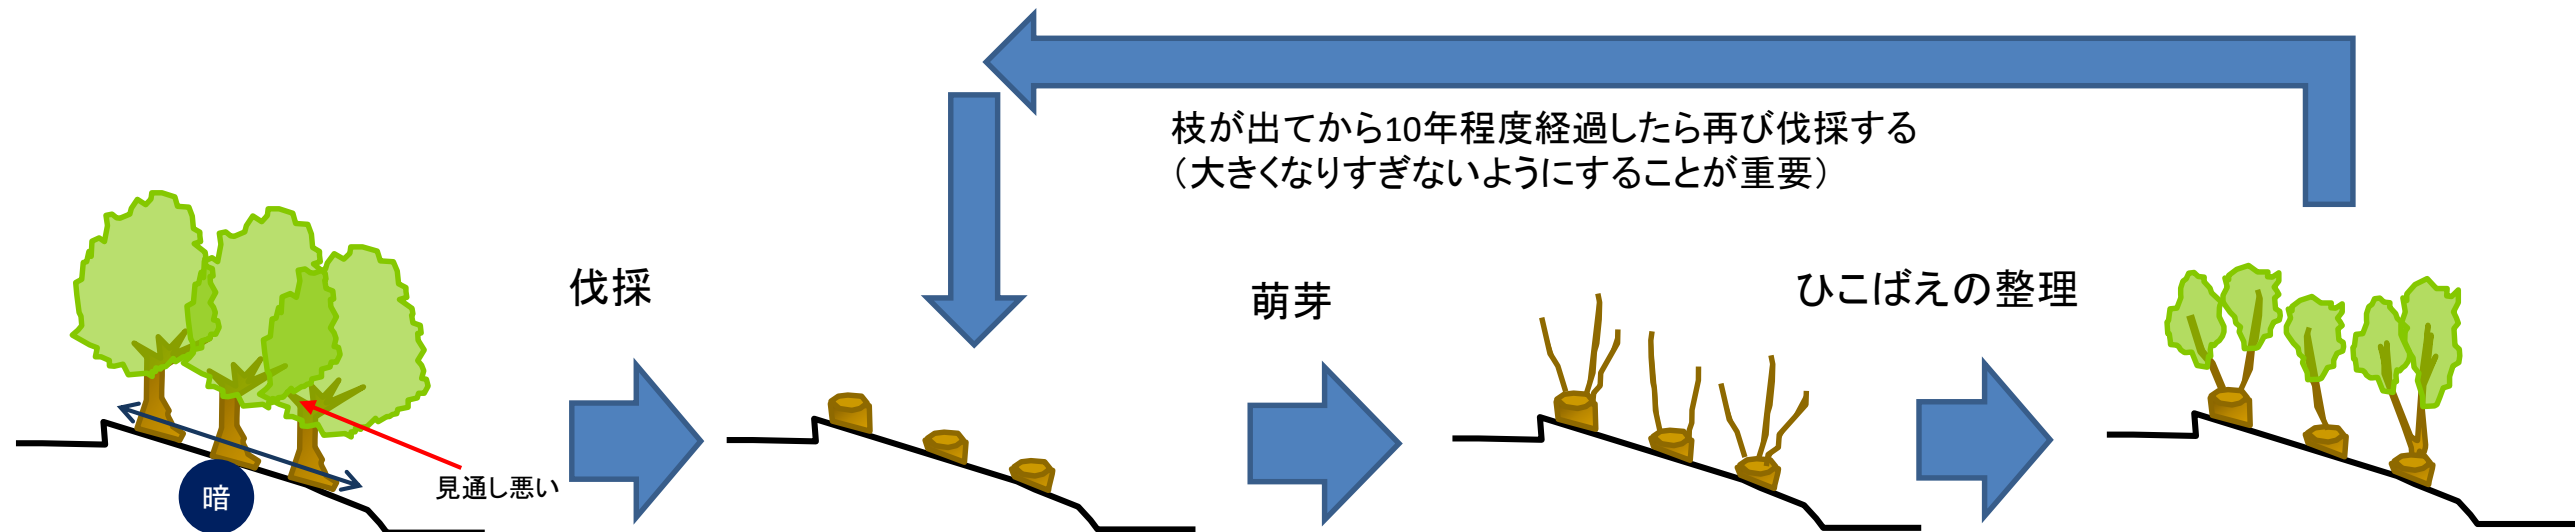 枝が出てから10年程度経過したら再び伐採する
（大きくなりすぎないようにすることが重要）
伐採
萌芽
ひこばえの整理
見通し悪い
暗